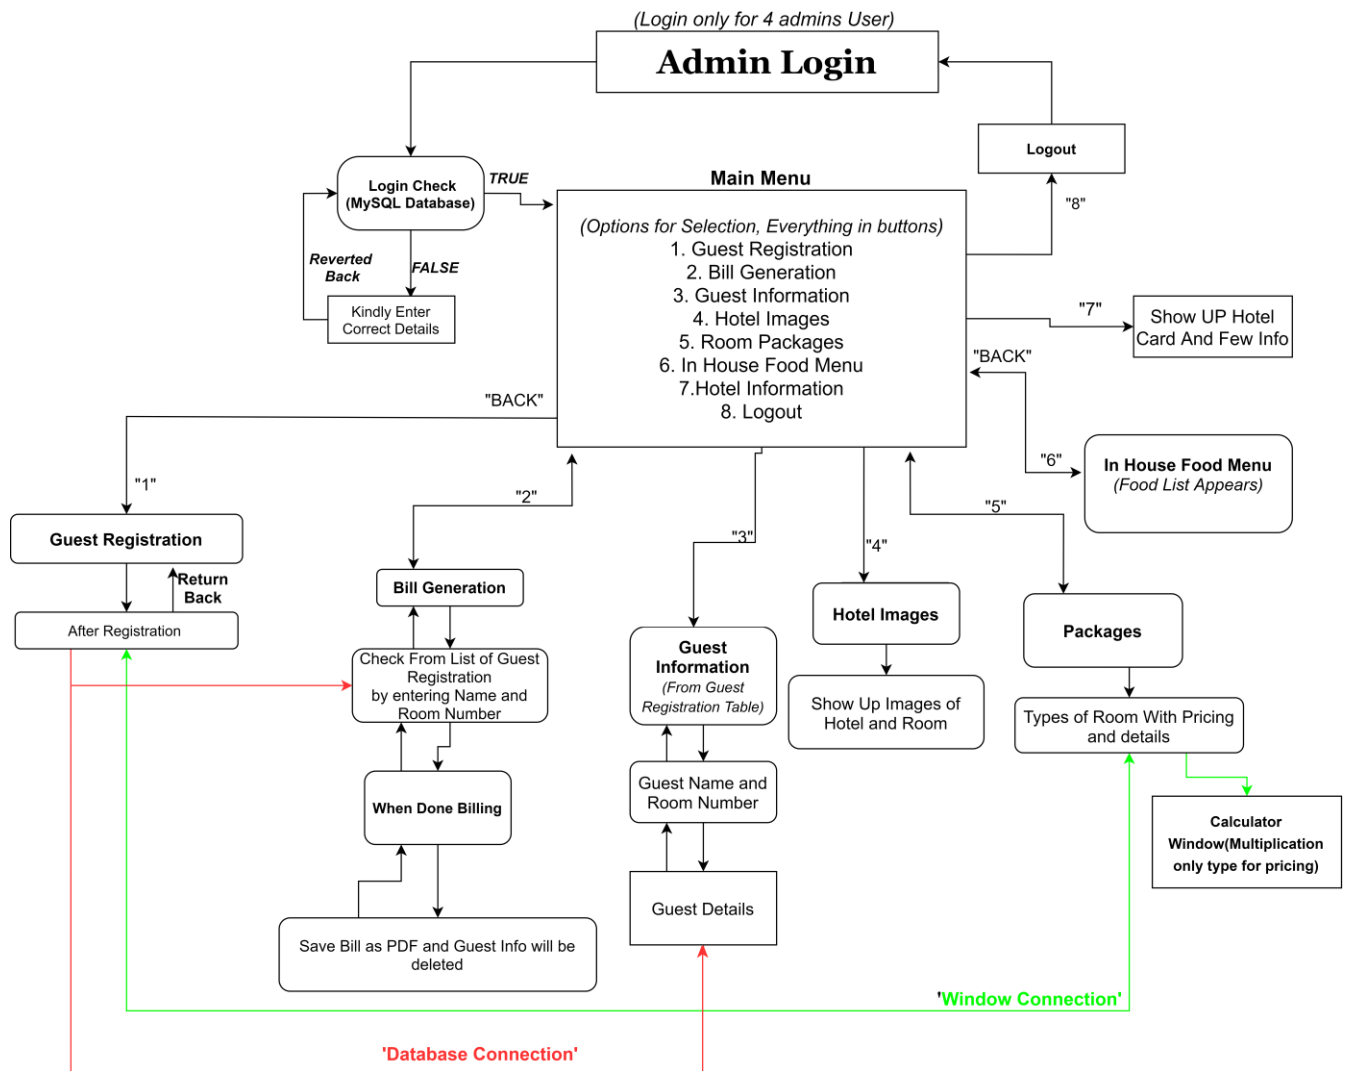 (Login only for 4 admins User)
Admin Login
Logout
Login Check
(MySQL Database)
TRUE
Main Menu
"8"
(Options for Selection, Everything in buttons)
1. Guest Registration
2. Bill Generation
3. Guest Information
4. Hotel Images
5. Room Packages
6. In House Food Menu
7.Hotel Information
8. Logout
Reverted
Back
FALSE
Kindly Enter
Correct Details
"7"
Show UP Hotel
Card And Few Info
"BACK"
"BACK"
"6"
In House Food Menu
(Food List Appears)
"1"
"2"
"3"
"4"
"5"
Guest Registration
Return
Back
After Registration
Bill Generation
Check From List of Guest
Registration
by entering Name and
Room Number
When Done Billing
Save Bill as PDF and Guest Info will be
deleted
Guest
Information
(From Guest
Registration Table)
Guest Name and
Room Number
Guest Details
Hotel Images
Show Up Images of
Hotel and Room
Packages
Types of Room With Pricing
and details
Calculator
Window(Multiplication
only type for pricing)
'Window Connection'
'Database Connection'